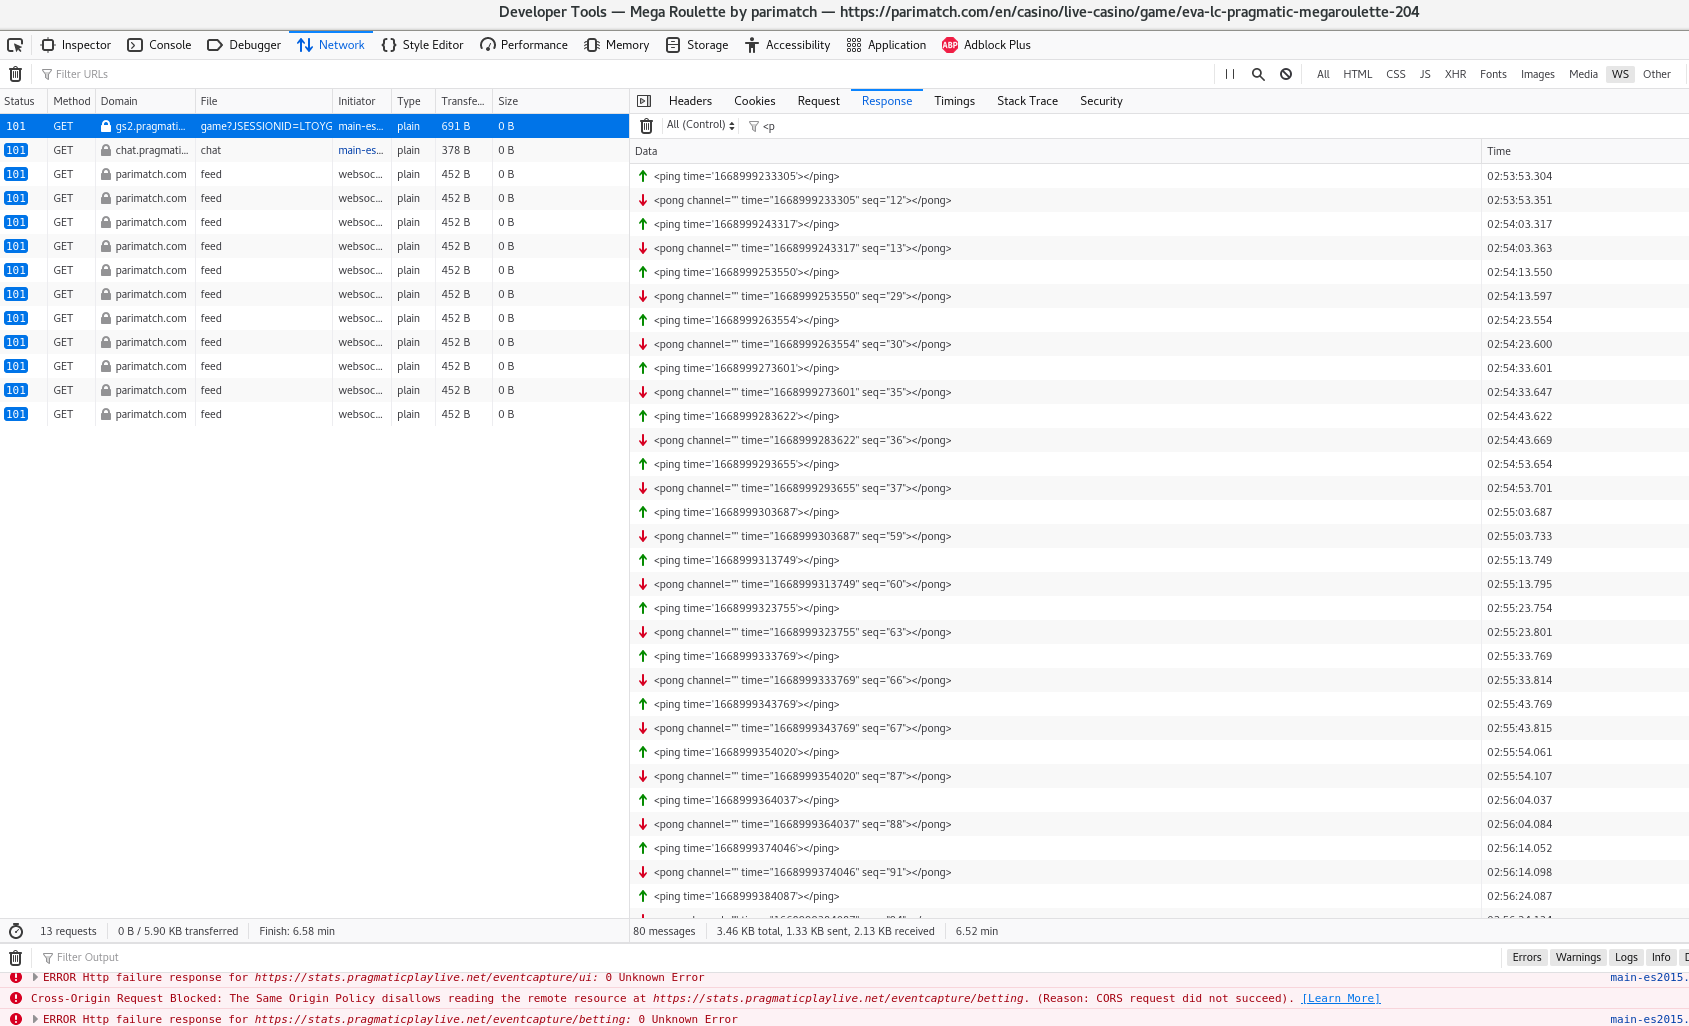 Developer Tools — Mega Roulette by parimatch — https://parimatch.com/en/casino/live-casino/game/eva-lc-pragmatic-megaroulette-204
Inspector Console Debugger Network Style Editor Performance Memory Storage Accessibility Application ABP Adblock Plus
Filter URLs All HTML CSS JS XHR Fonts Images Media WS Other
Status Method Domain File Initiator Type Transfe... Size
101 GET gs2.pragmati... game?JSESSIONID=LTOYG main-es... plain 691 B 0 B
101 GET chat.pragmati... chat main-es... plain 378 B 0 B
101 GET parimatch.com feed websoc... plain 452 B 0 B
101 GET parimatch.com feed websoc... plain 452 B 0 B
101 GET parimatch.com feed websoc... plain 452 B 0 B
101 GET parimatch.com feed websoc... plain 452 B 0 B
101 GET parimatch.com feed websoc... plain 452 B 0 B
101 GET parimatch.com feed websoc... plain 452 B 0 B
101 GET parimatch.com feed websoc... plain 452 B 0 B
101 GET parimatch.com feed websoc... plain 452 B 0 B
101 GET parimatch.com feed websoc... plain 452 B 0 B
101 GET parimatch.com feed websoc... plain 452 B 0 B
101 GET parimatch.com feed websoc... plain 452 B 0 B
Headers Cookies Request Response Timings Stack Trace Security
All (Control) <p
Data Time
<ping time='1668999233305'></ping> 02:53:53.304
<pong channel="" time="1668999233305" seq="12"></pong> 02:53:53.351
<ping time='1668999243317'></ping> 02:54:03.317
<pong channel="" time="1668999243317" seq="13"></pong> 02:54:03.363
<ping time='1668999253550'></ping> 02:54:13.550
<pong channel="" time="1668999253550" seq="29"></pong> 02:54:13.597
<ping time='1668999263554'></ping> 02:54:23.554
<pong channel="" time="1668999263554" seq="30"></pong> 02:54:23.600
<ping time='1668999273601'></ping> 02:54:33.601
<pong channel="" time="1668999273601" seq="35"></pong> 02:54:33.647
<ping time='1668999283622'></ping> 02:54:43.622
<pong channel="" time="1668999283622" seq="36"></pong> 02:54:43.669
<ping time='1668999293655'></ping> 02:54:53.654
<pong channel="" time="1668999293655" seq="37"></pong> 02:54:53.701
<ping time='1668999303687'></ping> 02:55:03.687
<pong channel="" time="1668999303687" seq="59"></pong> 02:55:03.733
<ping time='1668999313749'></ping> 02:55:13.749
<pong channel="" time="1668999313749" seq="60"></pong> 02:55:13.795
<ping time='1668999323755'></ping> 02:55:23.754
<pong channel="" time="1668999323755" seq="63"></pong> 02:55:23.801
<ping time='1668999333769'></ping> 02:55:33.769
<pong channel="" time="1668999333769" seq="66"></pong> 02:55:33.814
<ping time='1668999343769'></ping> 02:55:43.769
<pong channel="" time="1668999343769" seq="67"></pong> 02:55:43.815
<ping time='1668999354020'></ping> 02:55:54.061
<pong channel="" time="1668999354020" seq="87"></pong> 02:55:54.107
<ping time='1668999364037'></ping> 02:56:04.037
<pong channel="" time="1668999364037" seq="88"></pong> 02:56:04.084
<ping time='1668999374046'></ping> 02:56:14.052
<pong channel="" time="1668999374046" seq="91"></pong> 02:56:14.098
<ping time='1668999384087'></ping> 02:56:24.087
13 requests 0 B / 5.90 KB transferred Finish: 6.58 min
80 messages 3.46 KB total, 1.33 KB sent, 2.13 KB received 6.52 min
Filter Output Errors Warnings Logs Info
ERROR Http failure response for https://stats.pragmaticplaylive.net/eventcapture/ui: 0 Unknown Error main-es2015.
Cross-Origin Request Blocked: The Same Origin Policy disallows reading the remote resource at https://stats.pragmaticplaylive.net/eventcapture/betting. (Reason: CORS request did not succeed). [Learn More]
ERROR Http failure response for https://stats.pragmaticplaylive.net/eventcapture/betting: 0 Unknown Error main-es2015.